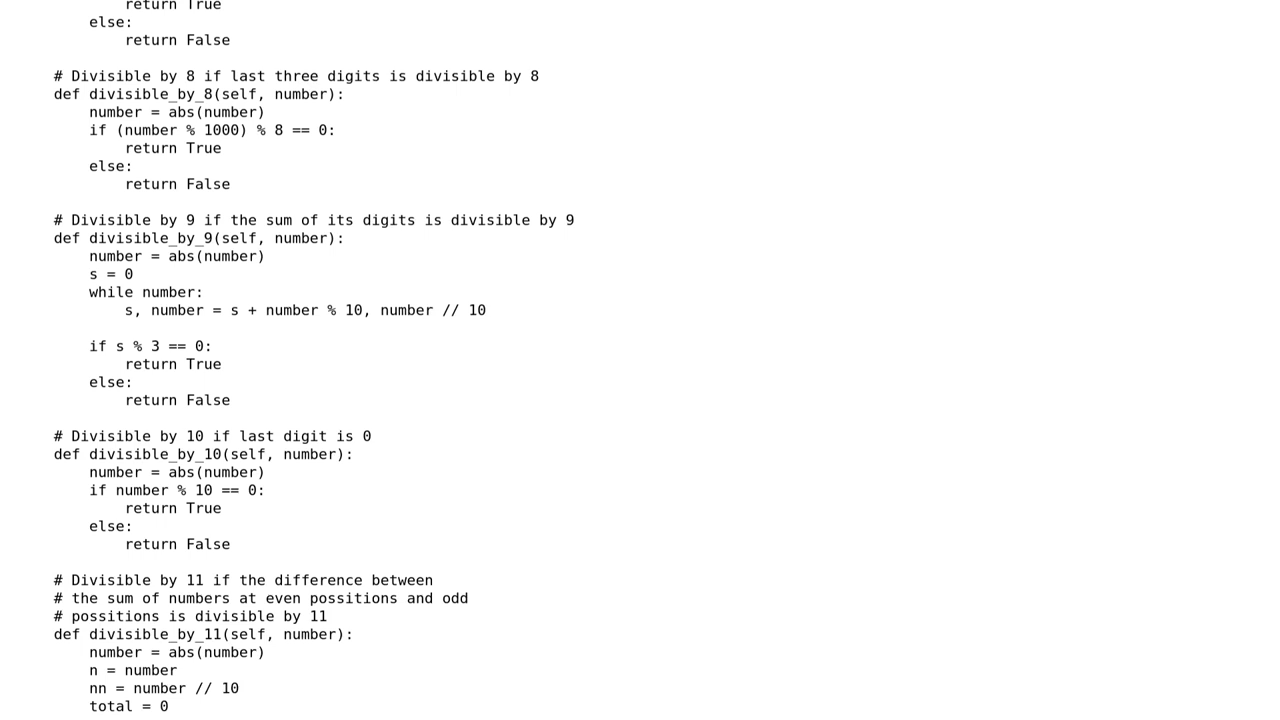 return True
else:
return False
# Divisible by 8 if last three digits is divisible by 8
def divisible_by_8(self, number):
number = abs(number)
if (number % 1000) % 8 == 0:
return True
else:
return False
# Divisible by 9 if the sum of its digits is divisible by 9
def divisible_by_9(self, number):
number = abs(number)
s = 0
while number:
s, number = s + number % 10, number // 10
if s % 3 == 0:
return True
else:
return False
# Divisible by 10 if last digit is 0
def divisible_by_10(self, number):
number = abs(number)
if number % 10 == 0:
return True
else:
return False
# Divisible by 11 if the difference between
# the sum of numbers at even possitions and odd
# possitions is divisible by 11
def divisible_by_11(self, number):
number = abs(number)
n = number
nn = number // 10
total = 0